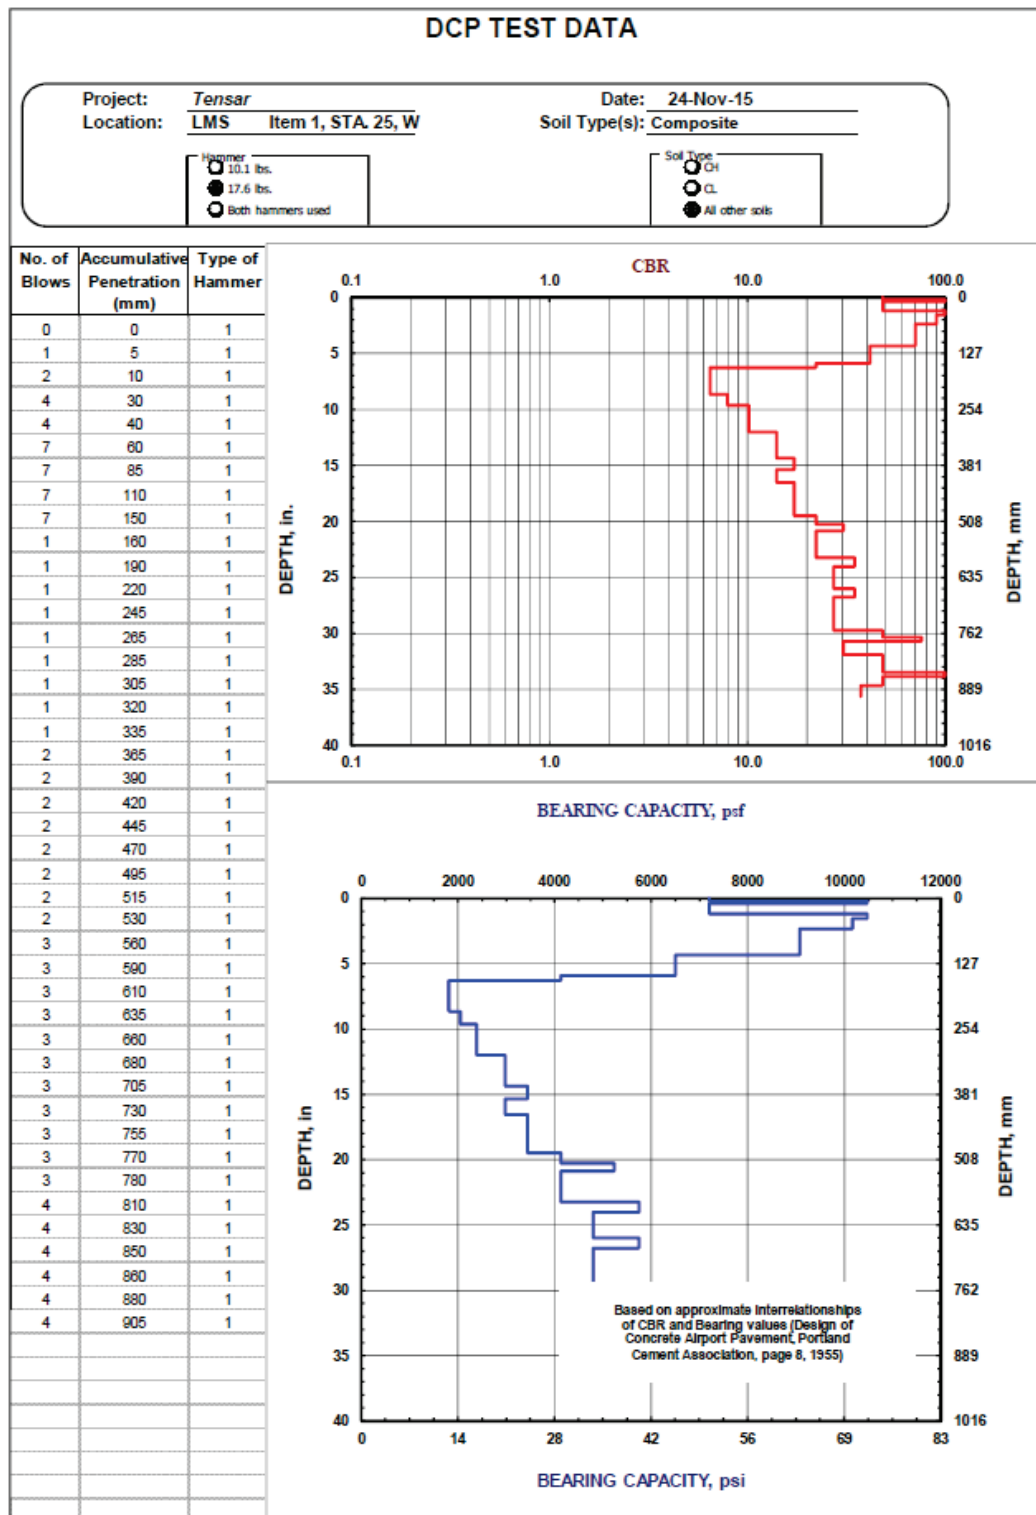 DCP TEST DATA
Project: Tensar Date: 24-Nov-15
Location: LMS Item 1, STA. 25, W Soil Type(s): Composite
Hammer
10.1 lbs.
17.6 lbs.
Both hammers used
Soil Type
CH
CL
All other soils
No. of Blows Accumulative Penetration (mm) Type of Hammer
0 0 1
1 5 1
2 10 1
4 30 1
4 40 1
7 60 1
7 85 1
7 110 1
7 150 1
1 160 1
1 190 1
1 220 1
1 245 1
1 265 1
1 285 1
1 305 1
1 320 1
1 335 1
2 365 1
2 390 1
2 420 1
2 445 1
2 470 1
2 495 1
2 515 1
2 530 1
3 560 1
3 590 1
3 610 1
3 635 1
3 660 1
3 680 1
3 705 1
3 730 1
3 755 1
3 770 1
3 780 1
4 810 1
4 830 1
4 850 1
4 860 1
4 880 1
4 905 1
CBR
0.1 1.0 10.0 100.0
0 0
5 127
10 254
15 381
20 508
25 635
30 762
35 889
40 1016
0.1 1.0 10.0 100.0
DEPTH, in.
DEPTH, mm
BEARING CAPACITY, psf
0 2000 4000 6000 8000 10000 12000
0 0
5 127
10 254
15 381
20 508
25 635
30 762
35 889
40 1016
0 14 28 42 56 69 83
DEPTH, in
DEPTH, mm
Based on approximate interrelationships
of CBR and Bearing values (Design of
Concrete Airport Pavement, Portland
Cement Association, page 8, 1955)
BEARING CAPACITY, psi